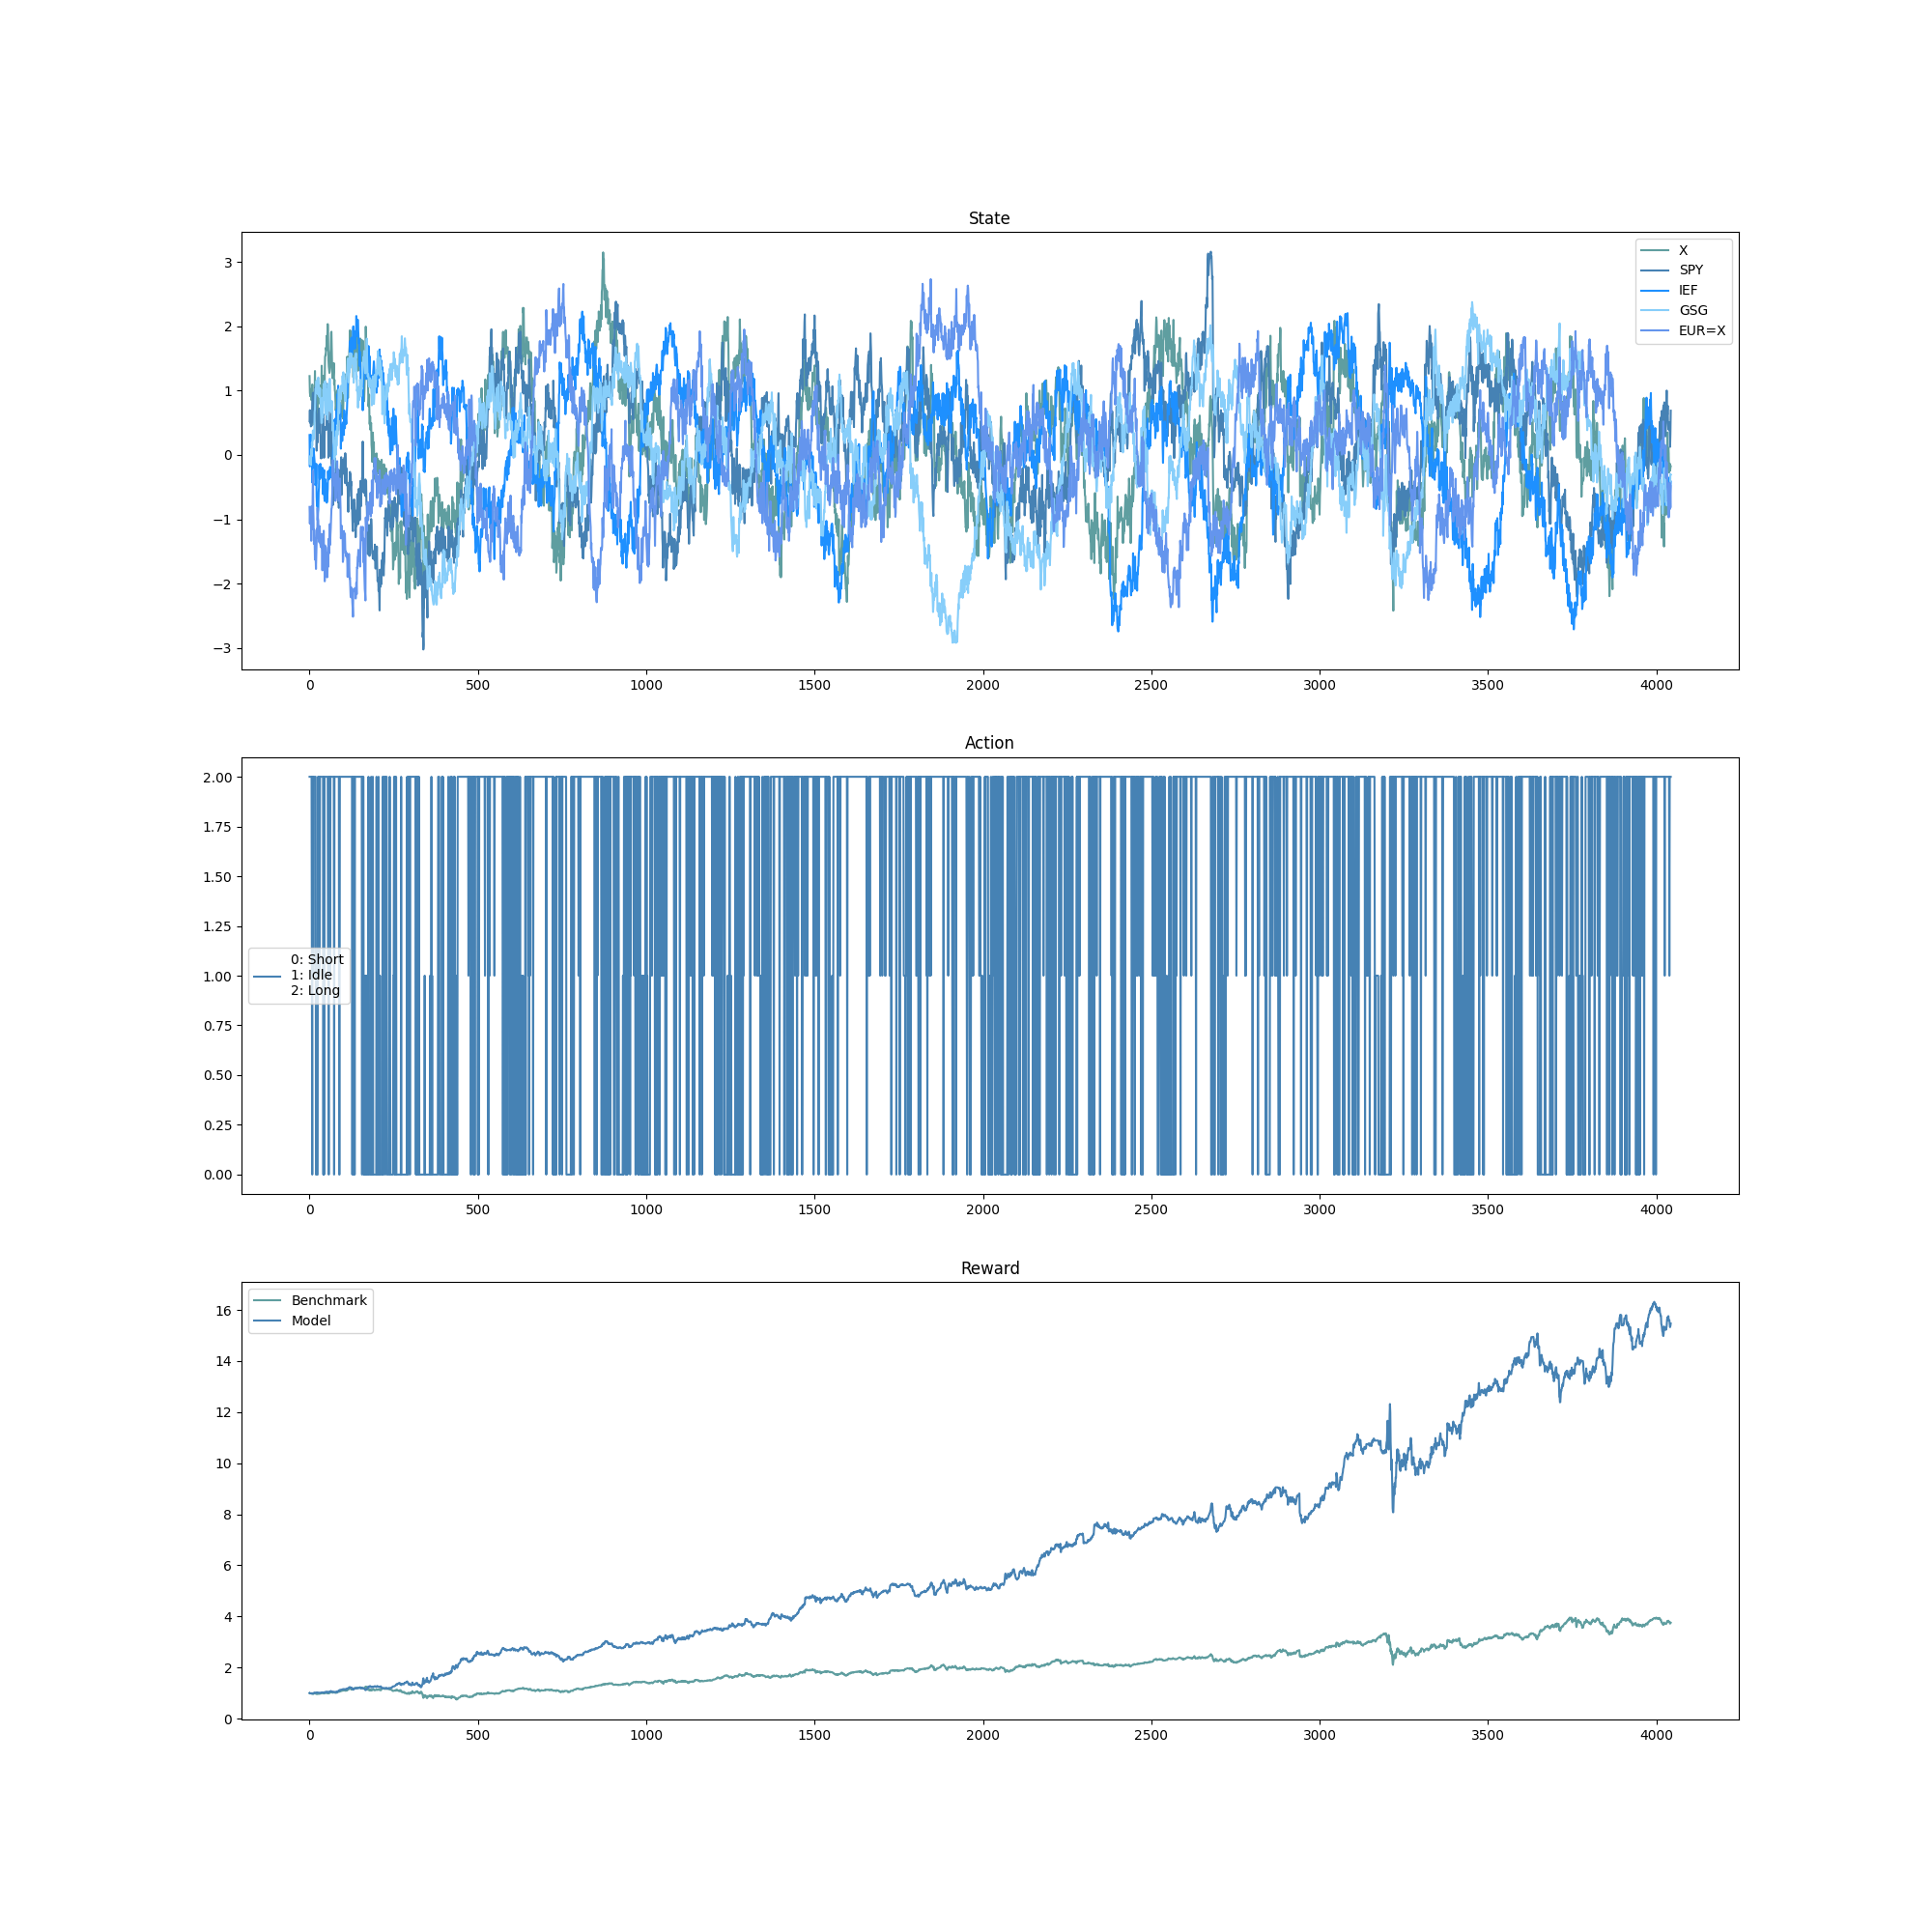 State
3
2
1
0
−1
−2
−3
X
SPY
IEF
GSG
EUR=X
0 500 1000 1500 2000 2500 3000 3500 4000
Action
2.00
1.75
1.50
1.25
1.00
0.75
0.50
0.25
0.00
0: Short
1: Idle
2: Long
0 500 1000 1500 2000 2500 3000 3500 4000
Reward
16
14
12
10
8
6
4
2
0
Benchmark
Model
0 500 1000 1500 2000 2500 3000 3500 4000